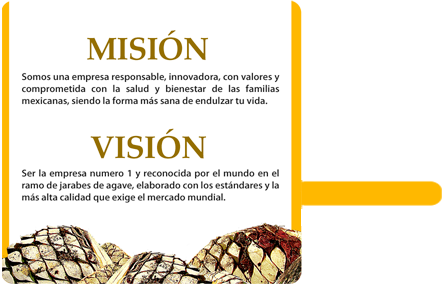 MISIÓN
Somos una empresa responsable, innovadora, con valores y
comprometida con la salud y bienestar de las familias
mexicanas, siendo la forma más sana de endulzar tu vida.
VISIÓN
Ser la empresa numero 1 y reconocida por el mundo en el
ramo de jarabes de agave, elaborado con los estándares y la
más alta calidad que exige el mercado mundial.